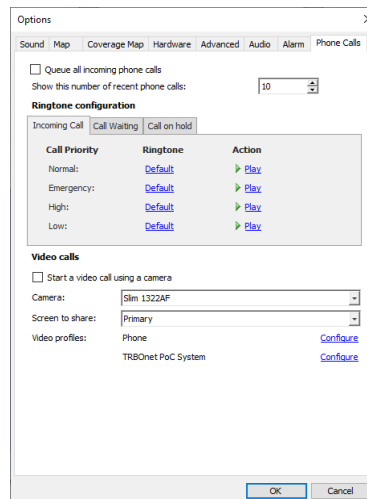 Options
Sound Map Coverage Map Hardware Advanced Audio Alarm Phone Calls
Queue all incoming phone calls
Show this number of recent phone calls: 10
Ringtone configuration
Incoming Call Call Waiting Call on hold
Call Priority Ringtone Action
Normal: Default Play
Emergency: Default Play
High: Default Play
Low: Default Play
Video calls
Start a video call using a camera
Camera: Slim 1322AF
Screen to share: Primary
Video profiles: Phone Configure
TRBOnet PoC System Configure
OK Cancel